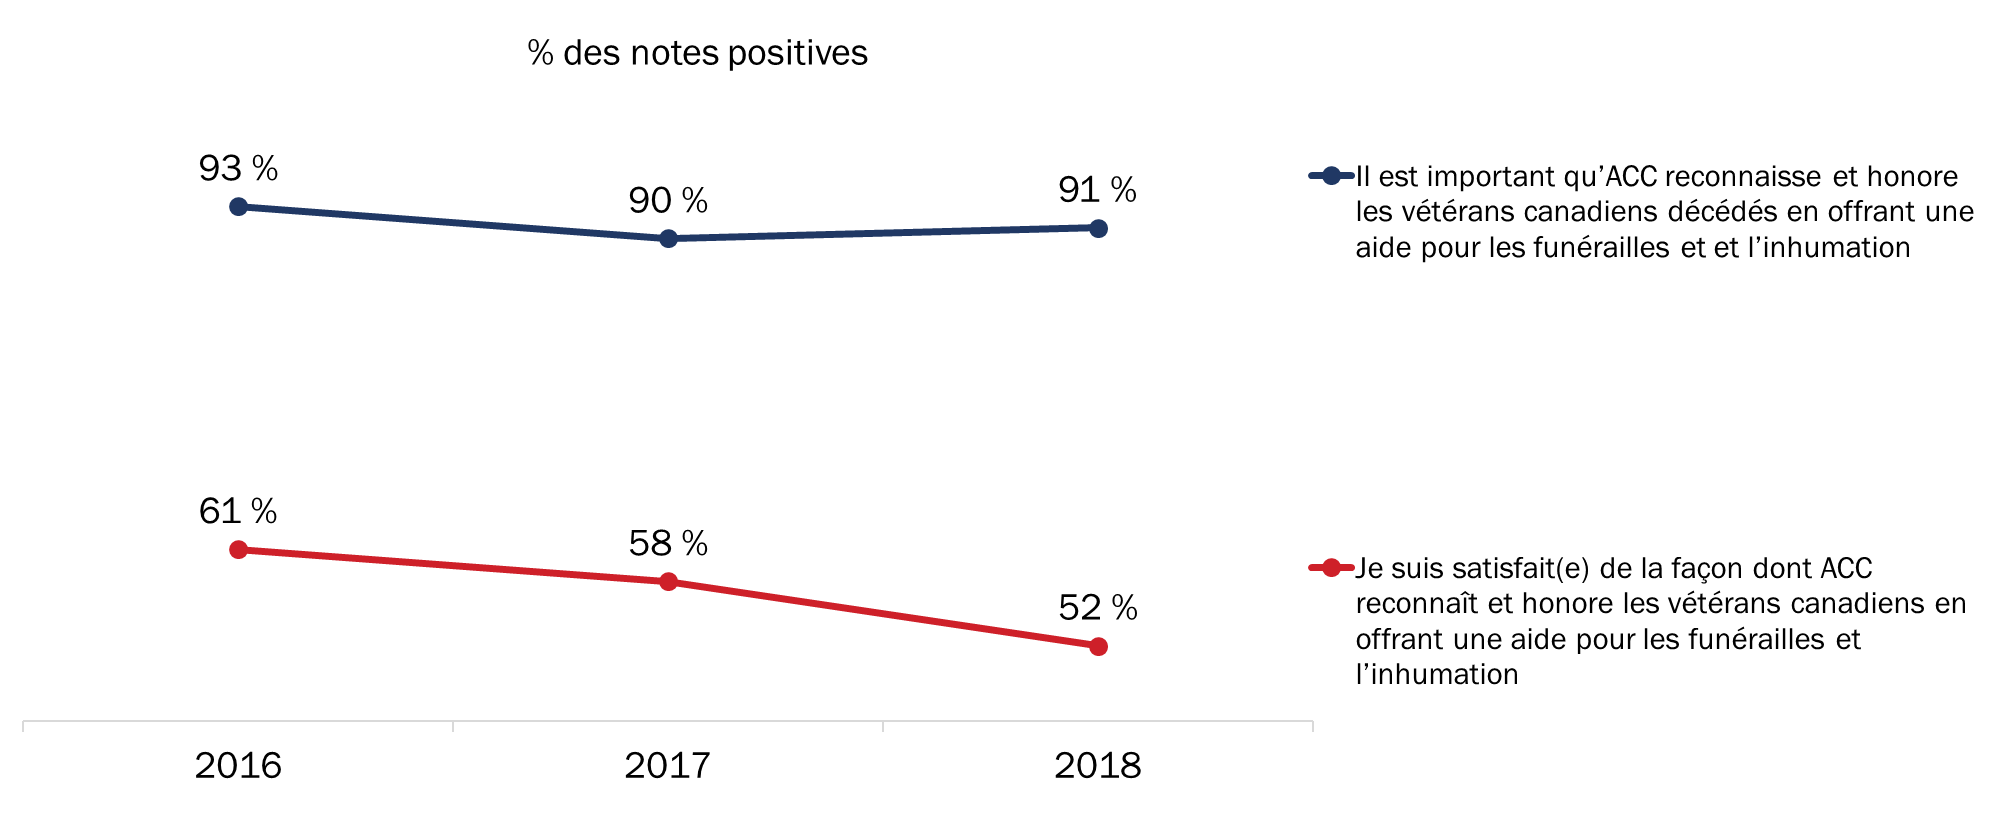 % des notes positives
93 %
90 %
91 %
Il est important qu’ACC reconnaisse et honore
les vétérans canadiens décédés en offrant une
aide pour les funérailles et et l’inhumation
61 %
58 %
52 %
Je suis satisfait(e) de la façon dont ACC
reconnaît et honore les vétérans canadiens en
offrant une aide pour les funérailles et
l’inhumation
2016
2017
2018